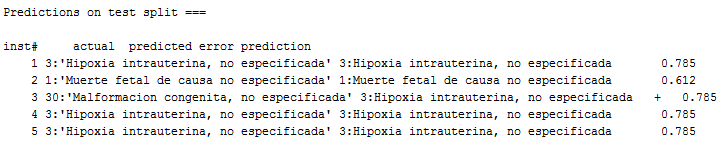 Predictions on test split ===
inst# actual predicted error prediction
1 3:'Hipoxia intrauterina, no especificada' 3:Hipoxia intrauterina, no especificada 0.785
2 1:'Muerte fetal de causa no especificada' 1:Muerte fetal de causa no especificada 0.612
3 30:'Malformacion congenita, no especificada' 3:Hipoxia intrauterina, no especificada + 0.785
4 3:'Hipoxia intrauterina, no especificada' 3:Hipoxia intrauterina, no especificada 0.785
5 3:'Hipoxia intrauterina, no especificada' 3:Hipoxia intrauterina, no especificada 0.785